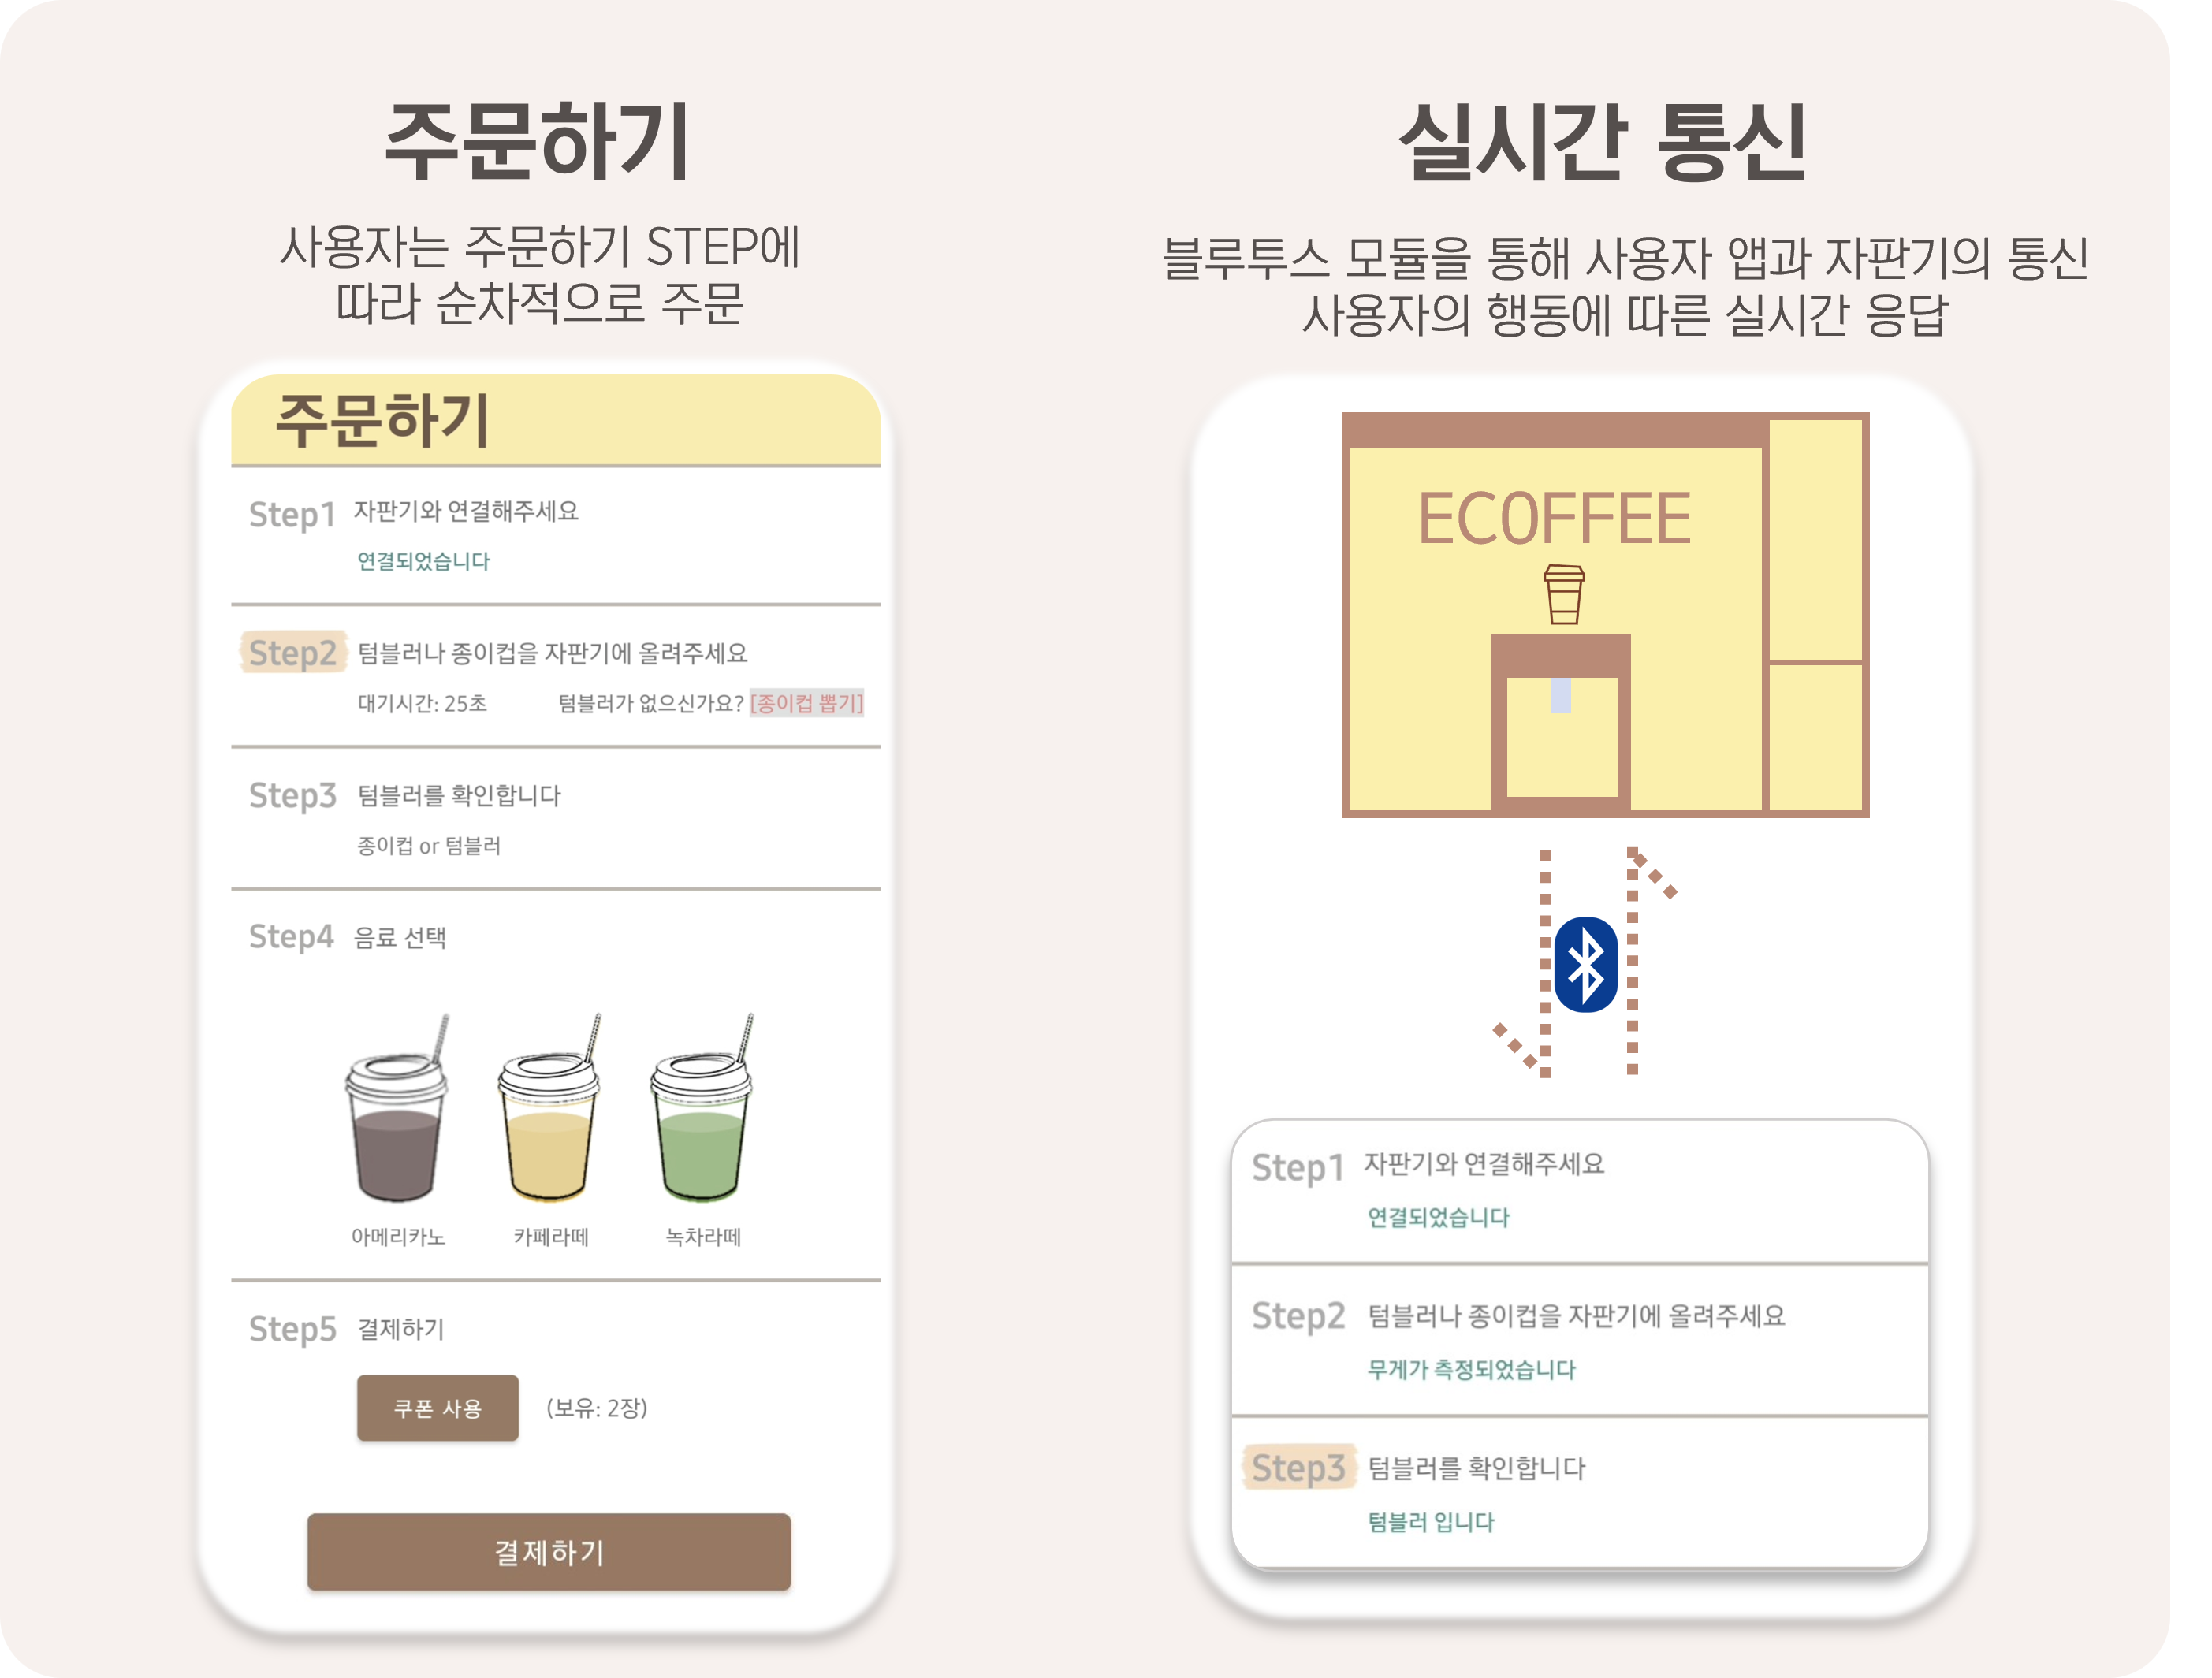 주문하기
사용자는 주문하기 STEP에
따라 순차적으로 주문
주문하기
Step1 자판기와 연결해주세요
연결되었습니다
Step2 텀블러나 종이컵을 자판기에 올려주세요
대기시간: 25초 텀블러가 없으신가요? [종이컵 뽑기]
Step3 텀블러를 확인합니다
종이컵 or 텀블러
Step4 음료 선택
아메리카노 카페라떼 녹차라떼
Step5 결제하기
쿠폰 사용 (보유: 2장)
결제하기
실시간 통신
블루투스 모듈을 통해 사용자 앱과 자판기의 통신
사용자의 행동에 따른 실시간 응답
EC0FFEE
Step1 자판기와 연결해주세요
연결되었습니다
Step2 텀블러나 종이컵을 자판기에 올려주세요
무게가 측정되었습니다
Step3 텀블러를 확인합니다
텀블러 입니다